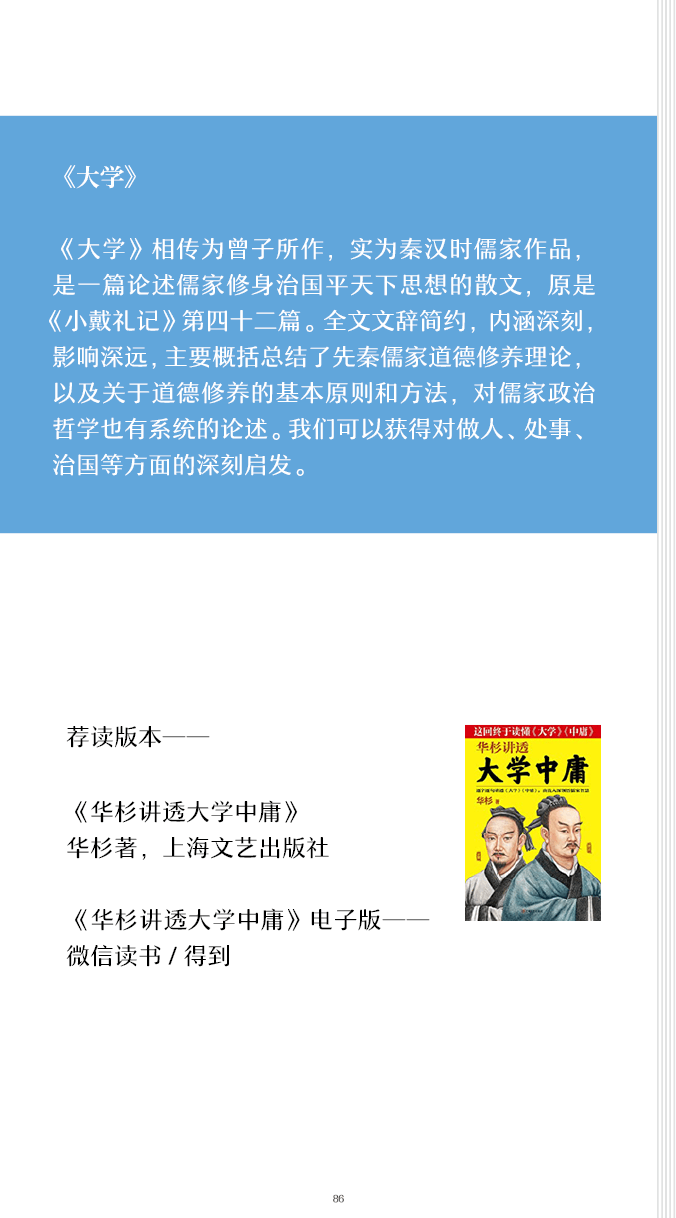 《大学》
《大学》相传为曾子所作，实为秦汉时儒家作品，
是一篇论述儒家修身治国平天下思想的散文，原是
《小戴礼记》第四十二篇。全文文辞简约，内涵深刻，
影响深远，主要概括总结了先秦儒家道德修养理论，
以及关于道德修养的基本原则和方法，对儒家政治
哲学也有系统的论述。我们可以获得对做人、处事、
治国等方面的深刻启发。
荐读版本——
《华杉讲透大学中庸》
华杉著，上海文艺出版社
《华杉讲透大学中庸》电子版——
微信读书 / 得到
这回终于读懂《大学》《中庸》
华杉讲透
大学中庸
华杉 著
86